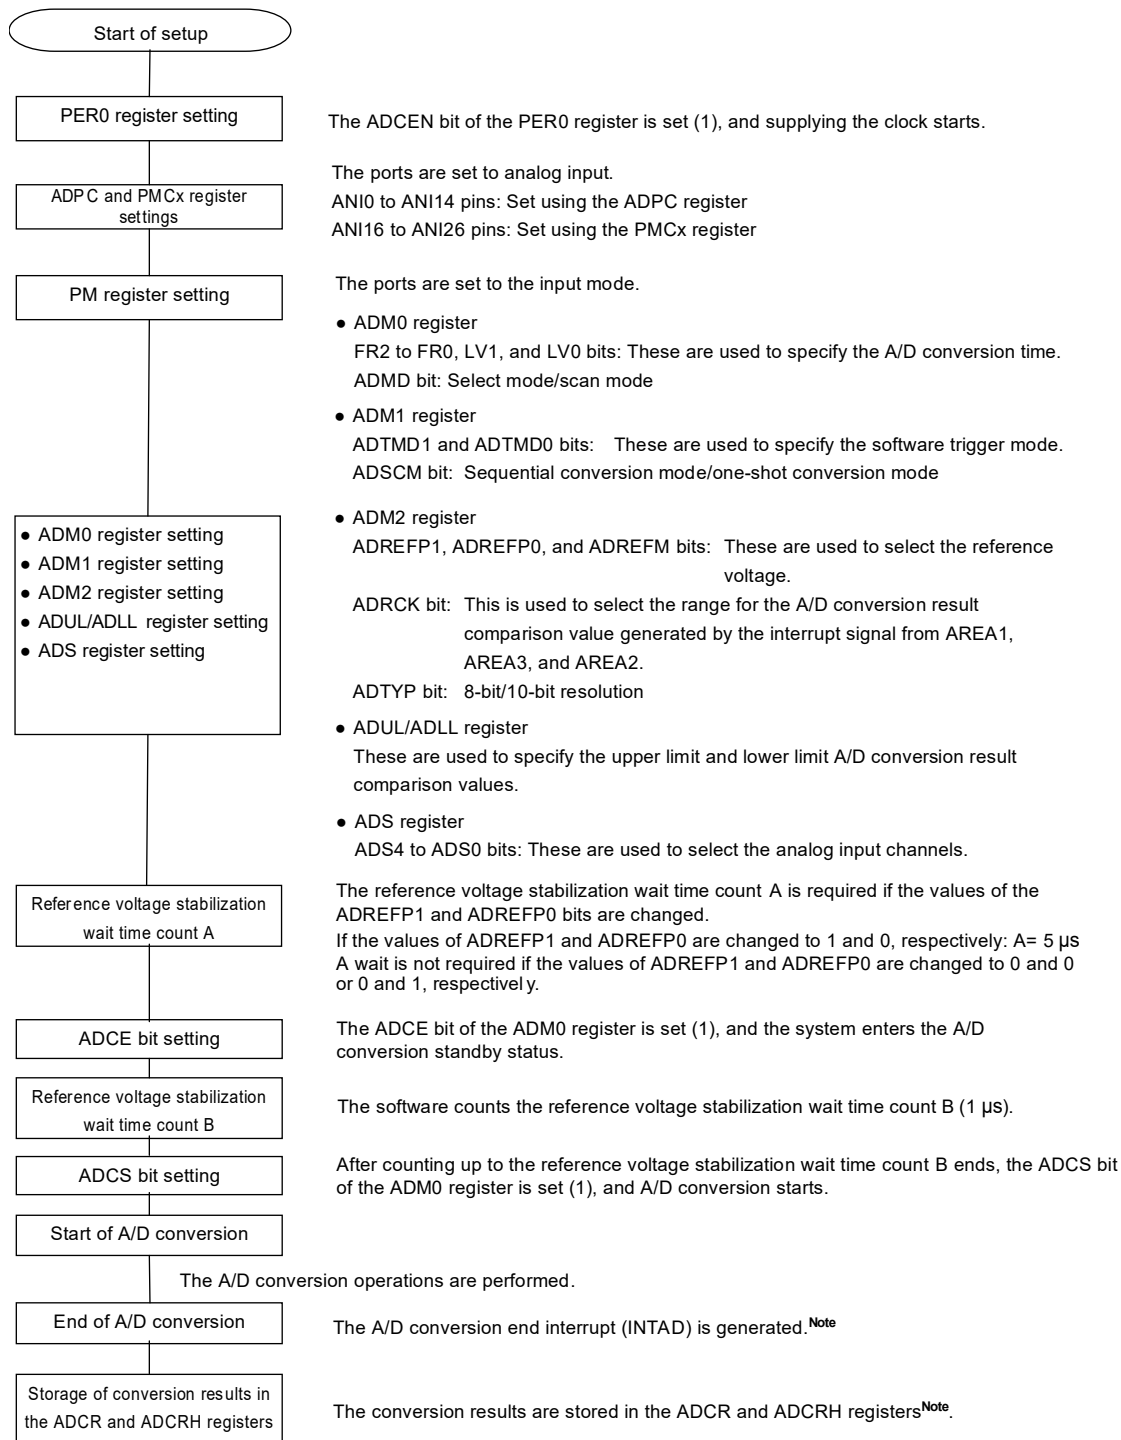 Start of setup
PER0 register setting
The ADCEN bit of the PER0 register is set (1), and supplying the clock starts.
ADPC and PMCx register
settings
The ports are set to analog input.
ANI0 to ANI14 pins: Set using the ADPC register
ANI16 to ANI26 pins: Set using the PMCx register
PM register setting
The ports are set to the input mode.
● ADM0 register
FR2 to FR0, LV1, and LV0 bits: These are used to specify the A/D conversion time.
ADMD bit: Select mode/scan mode
● ADM1 register
ADTMD1 and ADTMD0 bits: These are used to specify the software trigger mode.
ADSCM bit: Sequential conversion mode/one-shot conversion mode
● ADM0 register setting
● ADM1 register setting
● ADM2 register setting
● ADUL/ADLL register setting
● ADS register setting
● ADM2 register
ADREFP1, ADREFP0, and ADREFM bits: These are used to select the reference
voltage.
ADRCK bit: This is used to select the range for the A/D conversion result
comparison value generated by the interrupt signal from AREA1,
AREA3, and AREA2.
ADTYP bit: 8-bit/10-bit resolution
● ADUL/ADLL register
These are used to specify the upper limit and lower limit A/D conversion result
comparison values.
● ADS register
ADS4 to ADS0 bits: These are used to select the analog input channels.
Reference voltage stabilization
wait time count A
The reference voltage stabilization wait time count A is required if the values of the
ADREFP1 and ADREFP0 bits are changed.
If the values of ADREFP1 and ADREFP0 are changed to 1 and 0, respectively: A= 5 µs
A wait is not required if the values of ADREFP1 and ADREFP0 are changed to 0 and 0
or 0 and 1, respectively.
ADCE bit setting
The ADCE bit of the ADM0 register is set (1), and the system enters the A/D
conversion standby status.
Reference voltage stabilization
wait time count B
The software counts the reference voltage stabilization wait time count B (1 µs).
ADCS bit setting
After counting up to the reference voltage stabilization wait time count B ends, the ADCS bit
of the ADM0 register is set (1), and A/D conversion starts.
Start of A/D conversion
The A/D conversion operations are performed.
End of A/D conversion
The A/D conversion end interrupt (INTAD) is generated.Note
Storage of conversion results in
the ADCR and ADCRH registers
The conversion results are stored in the ADCR and ADCRH registersNote.